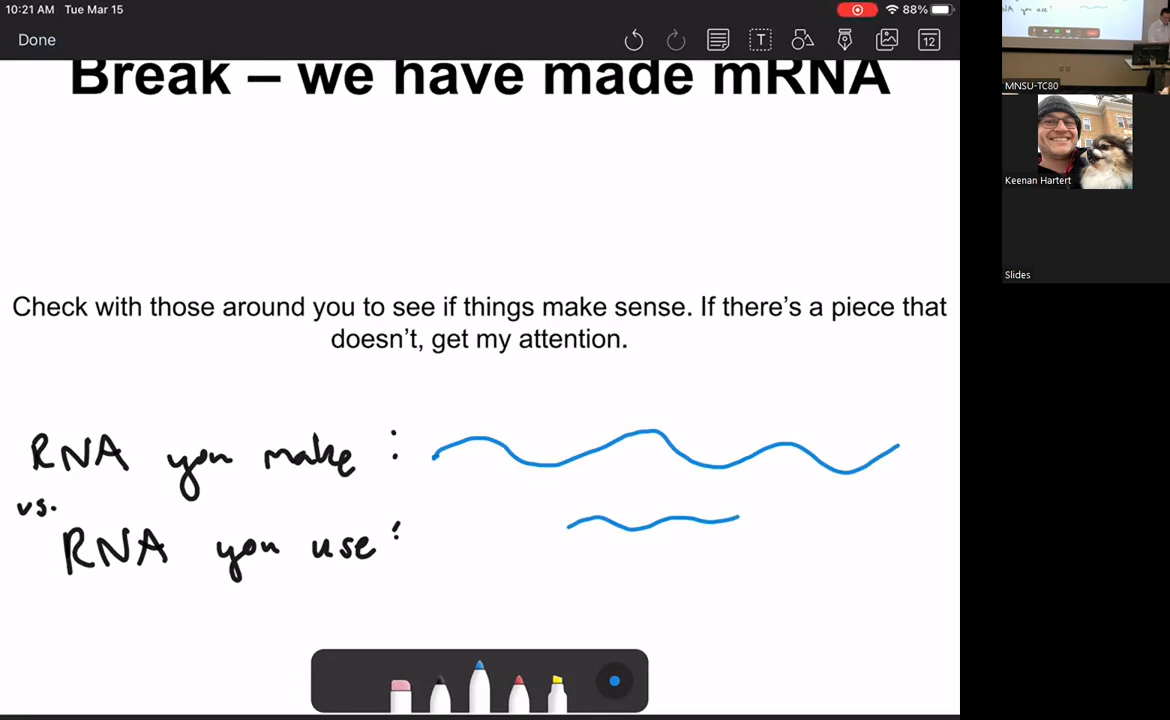 10:21 AM Tue Mar 15
88%
Done
T
12
Break – we have made mRNA
Check with those around you to see if things make sense. If there's a piece that
doesn't, get my attention.
RNA you make :
vs.
RNA you use :
MNSU-TC80
Keenan Hartert
Slides